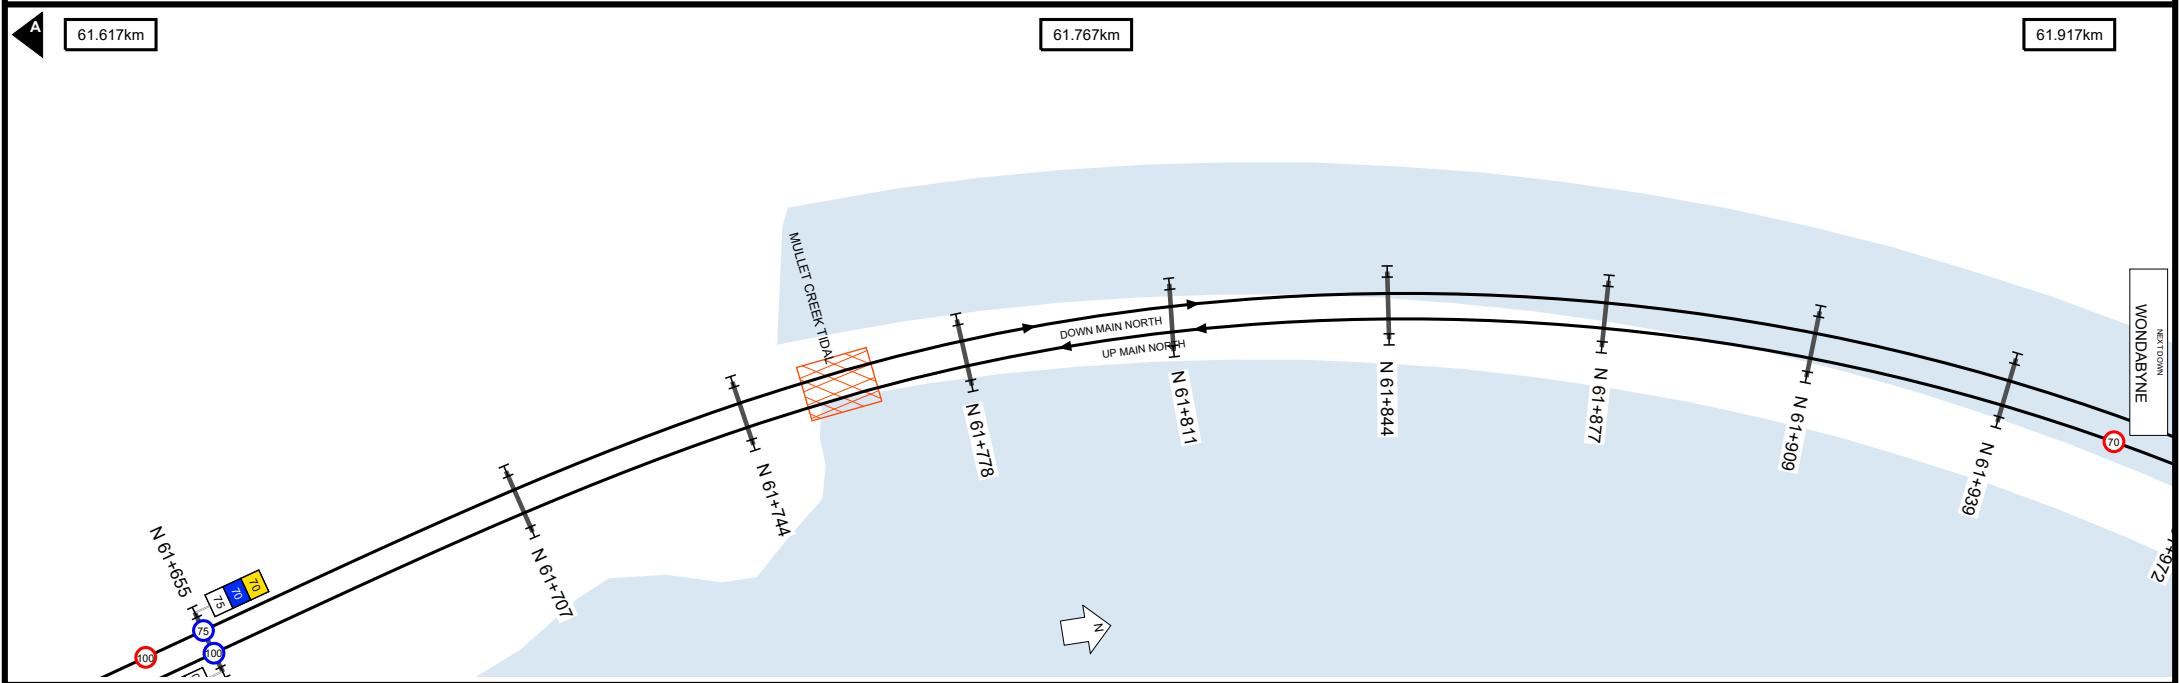 A
61.617km
61.767km
61.917km
MULLET CREEK TIDAL
DOWN MAIN NORTH
UP MAIN NORTH
N 61+655
75
70
70
75
100
100
N 61+707
N 61+744
N 61+778
N 61+811
N 61+844
N 61+877
N 61+909
N 61+939
70
NEXT DOWN
WONDABYNE
+972
N